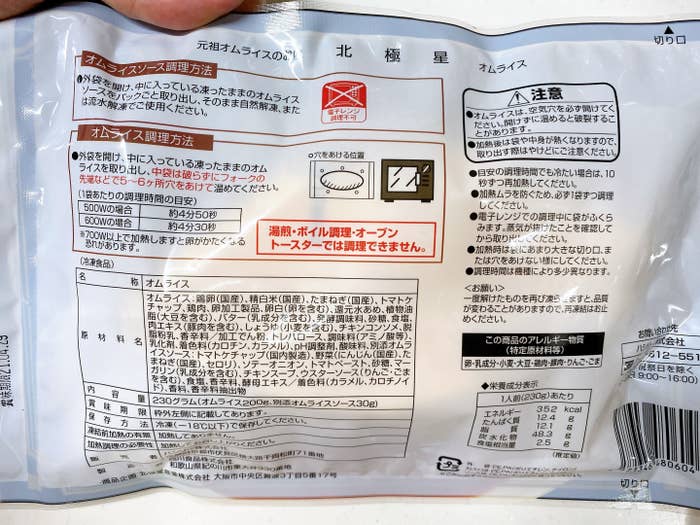 切り口
元祖オムライスの
北極星
オムライス
オムライスソース調理方法
●外袋を開け、中に入っている凍ったままのオムライス
ソースをパックごと取り出し、そのまま自然解凍、また
は流水解凍でご使用ください。
電子レンジ
調理不可
オムライス調理方法
●外袋を開け、中に入っている凍ったままのオム
ライスを取り出し、中袋は破らずにフォークの
先端などで5〜6ヶ所穴をあけて温めてください。
(1袋あたりの調理時間の目安)
500Wの場合 約4分50秒
600Wの場合 約4分30秒
※700W以上で加熱しますと卵がかたくなる
恐れがあります。
○穴をあける位置
湯煎・ボイル調理・オーブン
トースターでは調理できません。
注意
●オムライスは、空気穴を必ず開けてく
ださい。開けずに温めると破裂するこ
とがあります。
●加熱後は袋や中身が熱くなりますので、
取り出す際はやけどにご注意ください。
●目安の調理時間でも冷たい場合は、10
秒ずつ再加熱してください。
●加熱ムラを防ぐため、必ず1袋ずつ調理
してください。
●電子レンジでの調理中に袋がふくら
みます。蒸気が抜けたことを確認して
から取り出してください。
●加熱時は袋にあまり大きな切り口、ま
たは穴をあけない様にしてください。
●調理時間は機種により多少異なります。
<お願い>
一度解けたものを再び凍らせますと、品質
が変わることがありますので、再凍結はお
止めください。
この商品のアレルギー物質
(特定原材料等)
卵・乳成分・小麦・大豆・鶏肉・豚肉・りんご・ごま
◆栄養成分表示
1人前(230g)あたり
エネルギー 352 kcal
たんぱく質 12.4 g
脂質 12.1 g
炭水化物 48.3 g
食塩相当量 2.5 g
(推定値)
(冷凍食品)
名称 オムライス
原材料名
オムライス、鶏卵(国産)、精白米(国産)、たまねぎ(国産)、トマトケ
チャップ、鶏肉、卵加工製品、卵白(卵を含む)、還元水あめ、植物油
脂(大豆を含む)、バター(乳成分を含む)、発酵調味料、砂糖、食塩、
肉エキス(豚肉を含む)、しょうゆ(小麦を含む)、チキンコンソメ、脱
脂粉乳、香辛料/加工でん粉、トレハロース、調味料(アミノ酸等)、
乳化剤、着色料(カロチン、カラメル)、pH調整剤、酸味料、別添オム
イスソース:トマトケチャップ(国内製造)、野菜(にんじん(国産)、た
まねぎ(国産)、セロリ)、ソテーオニオン、トマトペースト、砂糖、マー
ガリン(乳成分を含む)、チキンスープ、ウスターソース(りんご、ごま
を含む)、食塩、香辛料、酵母エキス/着色料(カラメル、カロチノイ
ド)、香料、香辛料抽出物
内容量 230グラム(オムライス200g、別添オムライスソース30g)
賞味期限 枠外左側に記載してあります。
保存方法 冷凍(−18℃以下)で保存してください。
凍結前加熱の有無 加熱してありません。
加熱調理の必要性
和歌山県紀の川市
大阪市中央区
お問い合わせ
9:00〜16:00)
プラ
切り口